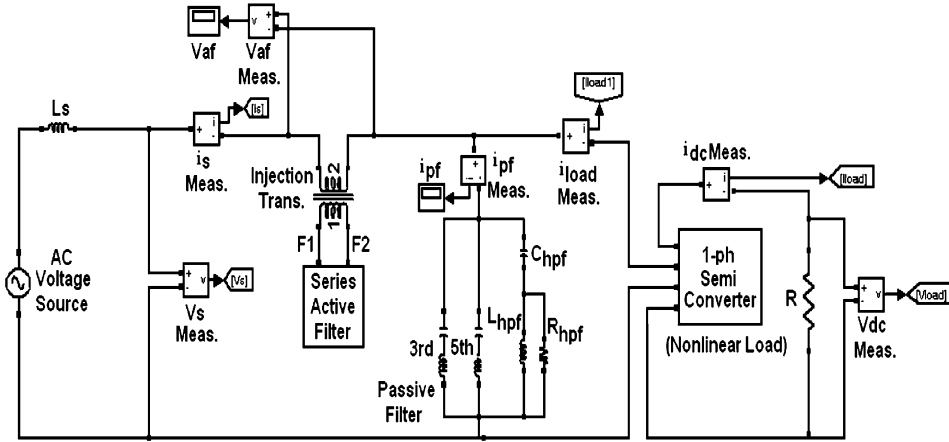 Vaf
Vaf
Meas.
v
+
-
Ls
[Is]
+
i
-
is
Meas.
Injection
Trans.
2
1
F1
F2
Series
Active
Filter
AC
Voltage
Source
+
-
v
[Vs]
Vs
Meas.
ipf
+
-
ipf
Meas.
[Iload1]
+
i
-
iload
Meas.
Chpf
Lhpf
Rhpf
3rd
5th
Passive
Filter
idcMeas.
+
i
-
[Iload]
1-ph
Semi
Converter
(Nonlinear Load)
R
+
-
v
[Vload]
Vdc
Meas.